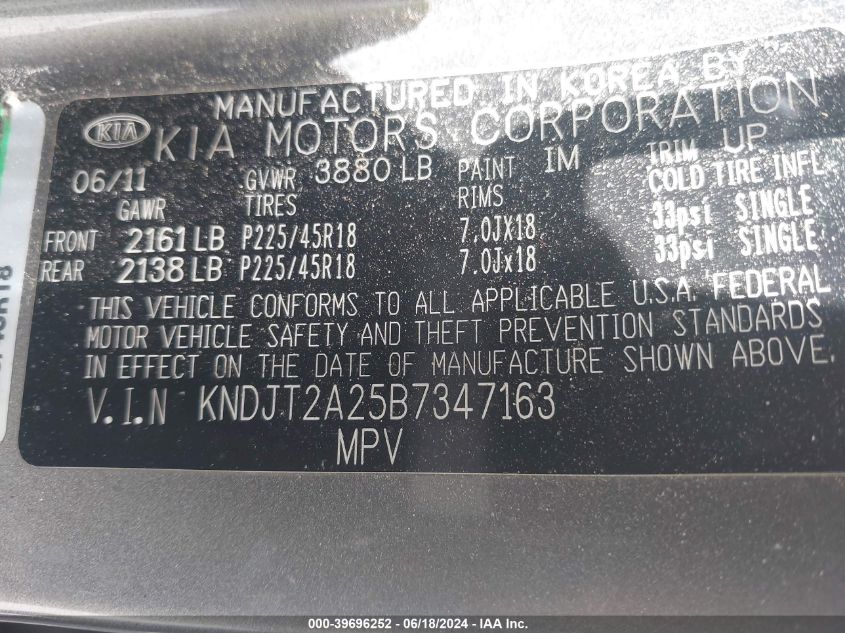 MANUFACTURED IN KOREA BY
KIA KIA MOTORS CORPORATION
06/11 GVWR 3880 LB PAINT IM TRIM UP
GAWR TIRES RIMS COLD TIRE INFL
FRONT 2161 LB P225/45R18 7.0JX18 33psi SINGLE
REAR 2138 LB P225/45R18 7.0Jx18 33psi SINGLE
THIS VEHICLE CONFORMS TO ALL APPLICABLE U.S.A. FEDERAL
MOTOR VEHICLE SAFETY AND THEFT PREVENTION STANDARDS
IN EFFECT ON THE DATE OF MANUFACTURE SHOWN ABOVE.
V.I.N KNDJT2A25B7347163
MPV
000-39696252 - 06/18/2024 - IAA Inc.